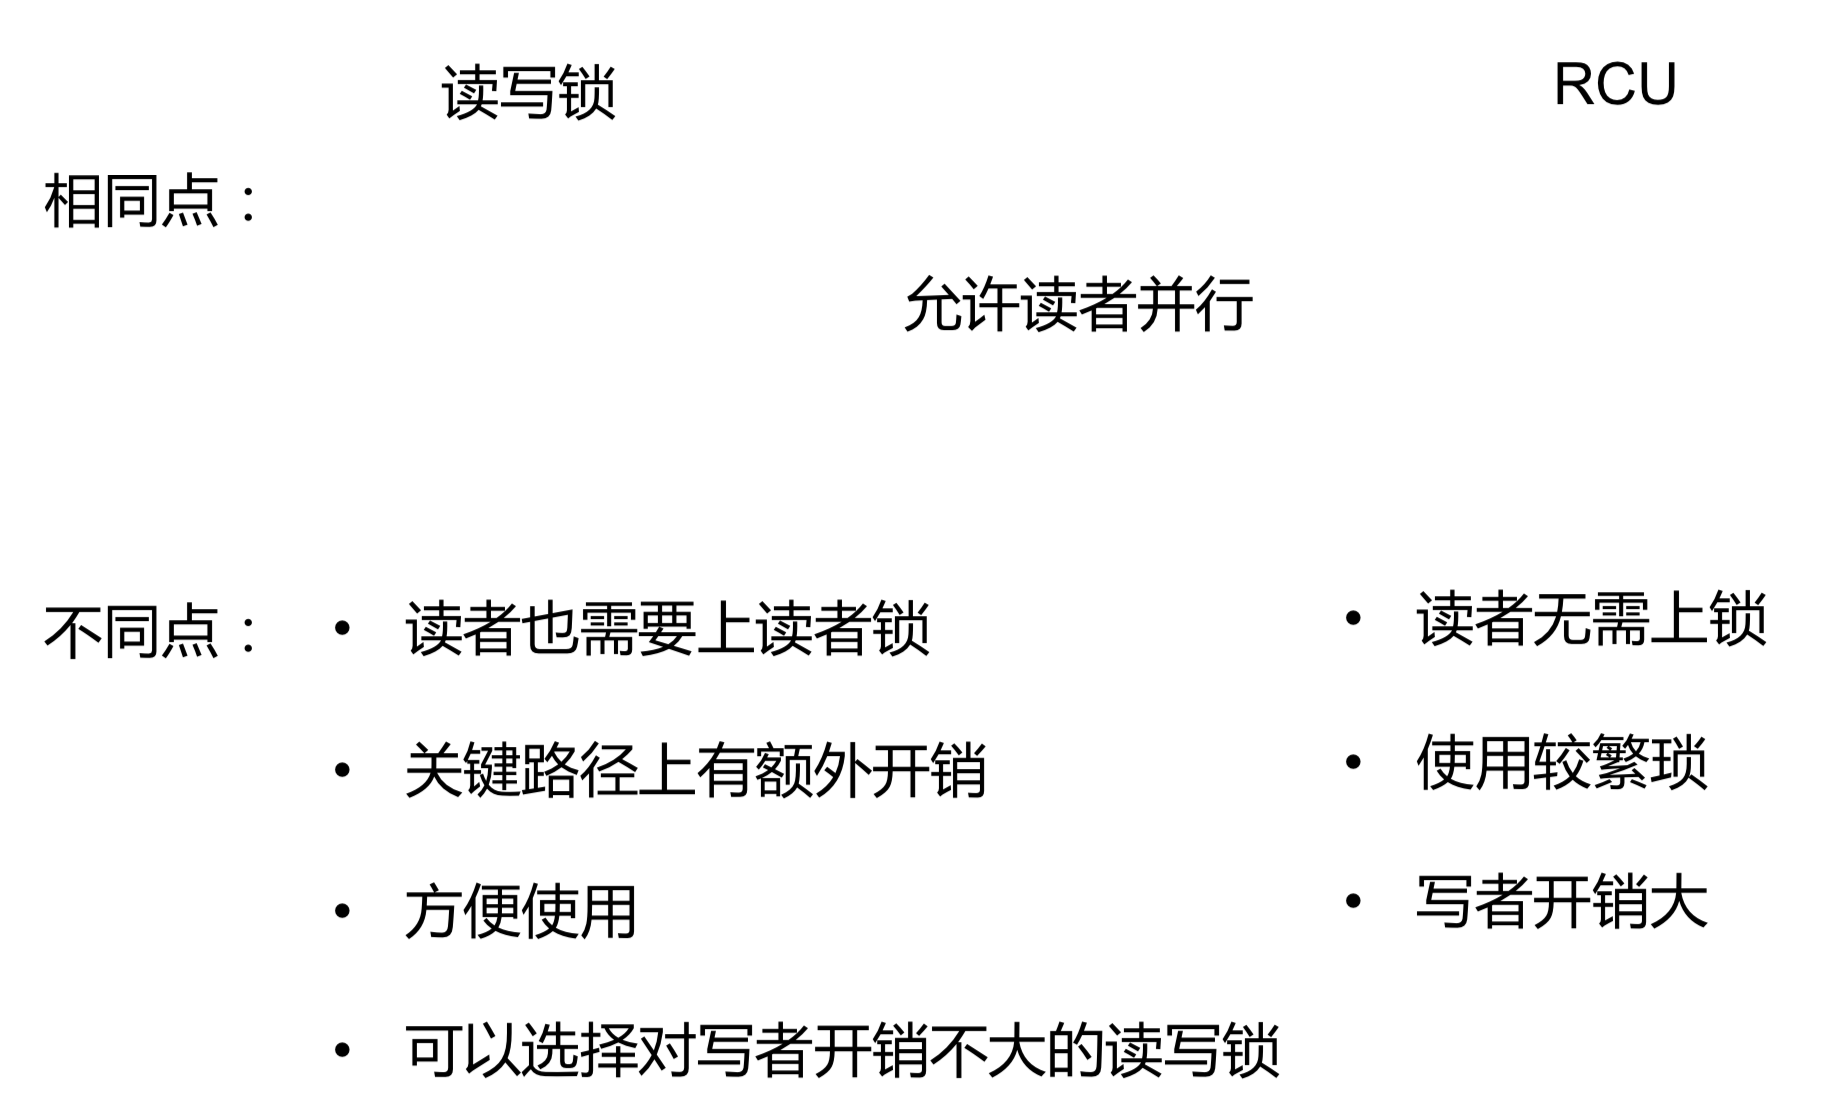 读写锁
RCU
相同点：
允许读者并行
不同点：
• 读者也需要上读者锁
• 关键路径上有额外开销
• 方便使用
• 可以选择对写者开销不大的读写锁
• 读者无需上锁
• 使用较繁琐
• 写者开销大